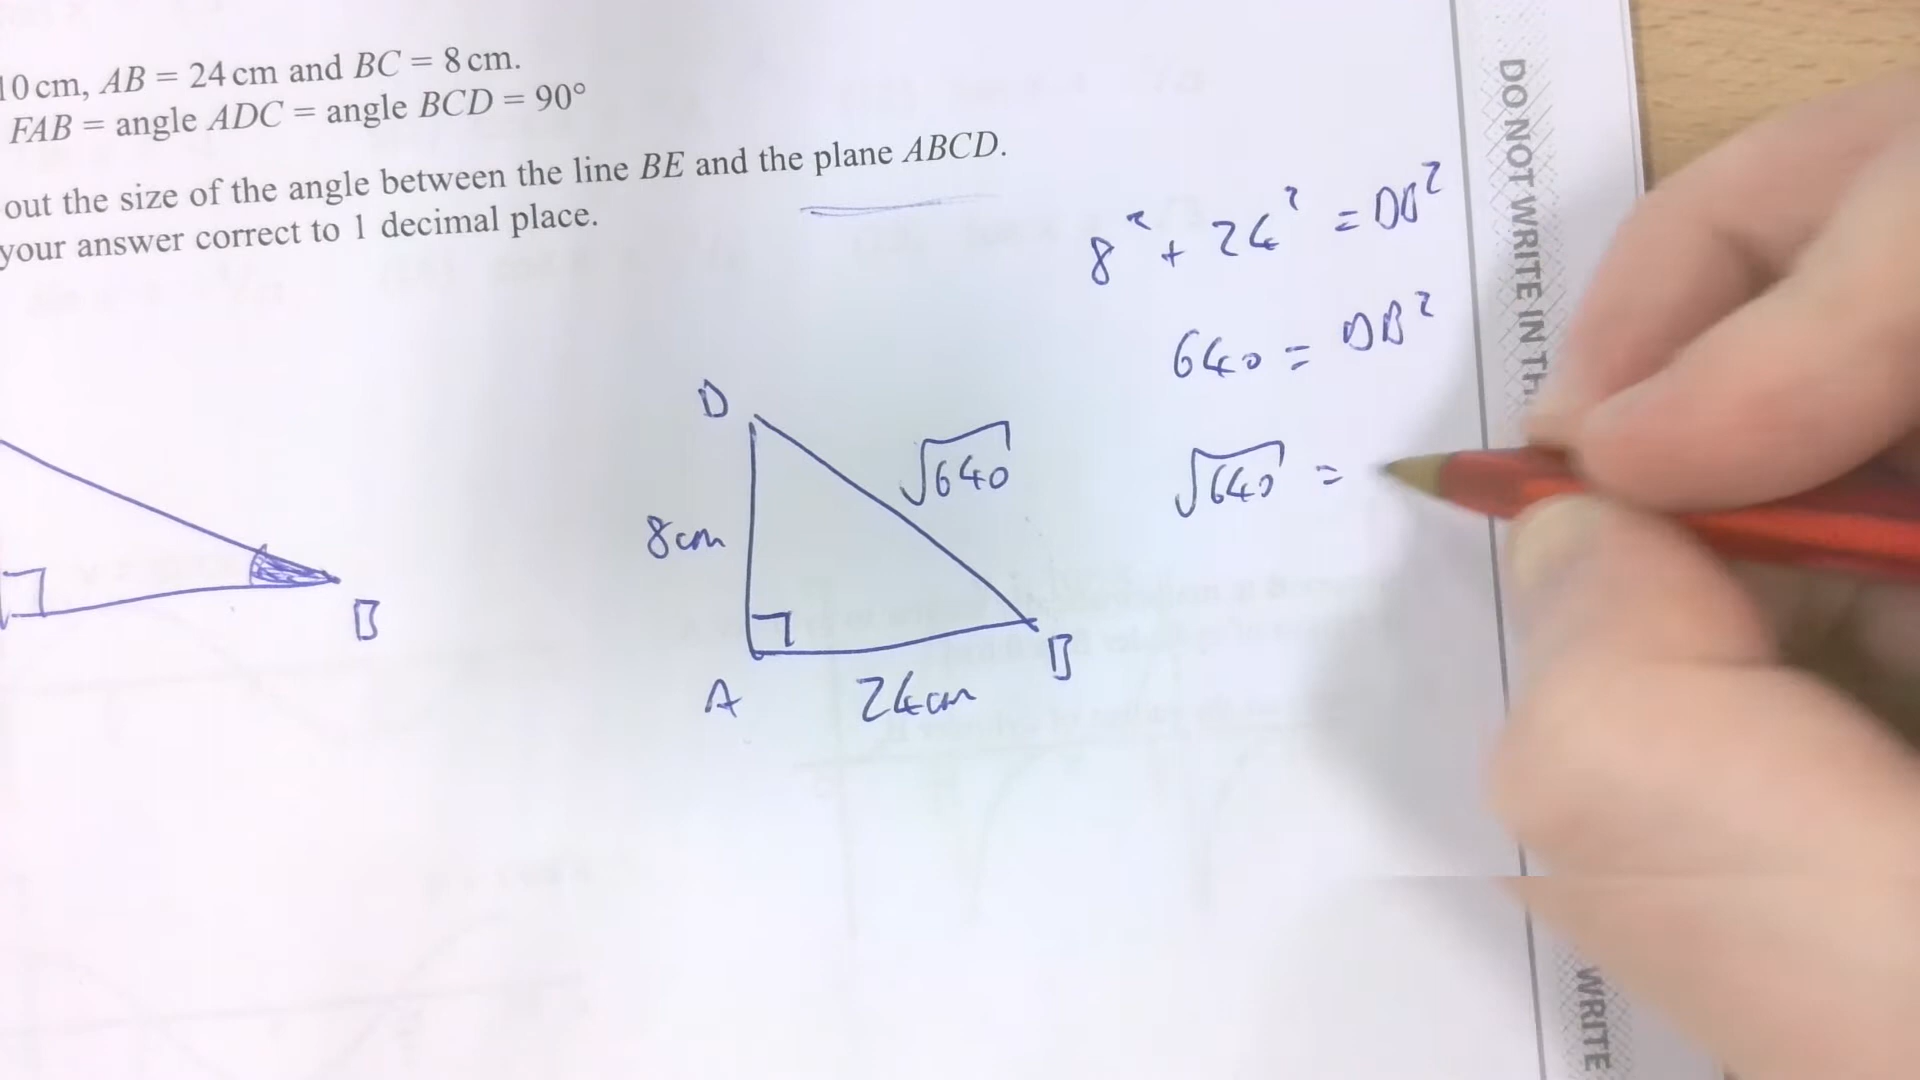 10 cm, AB = 24 cm and BC = 8 cm.
FAB = angle ADC = angle BCD = 90°
out the size of the angle between the line BE and the plane ABCD.
your answer correct to 1 decimal place.
8² + 24² = DB²
640 = DB²
√640 =
D
√640
8cm
A
24cm
B
B
DO NOT WRITE IN TH
WRITE